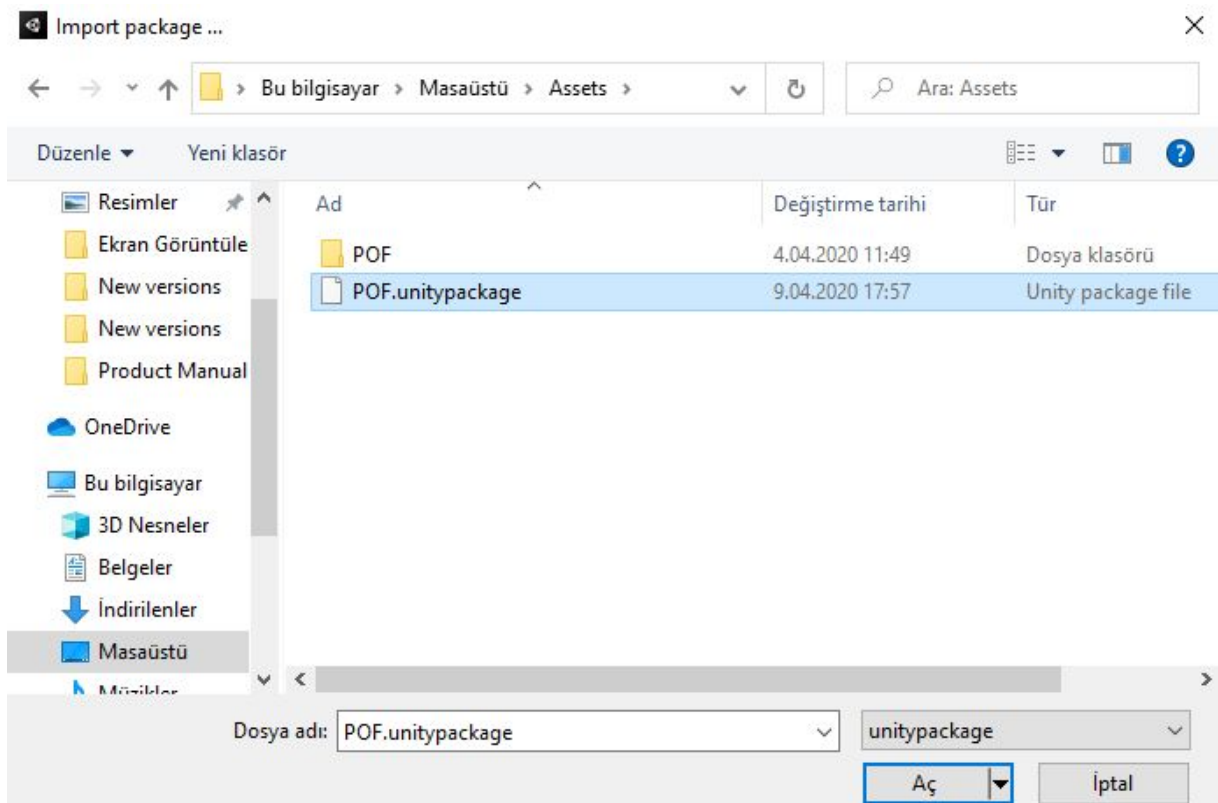 Import package ...
Bu bilgisayar > Masaüstü > Assets >
Ara: Assets
Düzenle
Yeni klasör
Ad
Değiştirme tarihi
Tür
Resimler
Ekran Görüntüle
New versions
New versions
Product Manual
OneDrive
Bu bilgisayar
3D Nesneler
Belgeler
İndirilenler
Masaüstü
Müzikler
POF 4.04.2020 11:49 Dosya klasörü
POF.unitypackage 9.04.2020 17:57 Unity package file
Dosya adı: POF.unitypackage
unitypackage
Aç
İptal